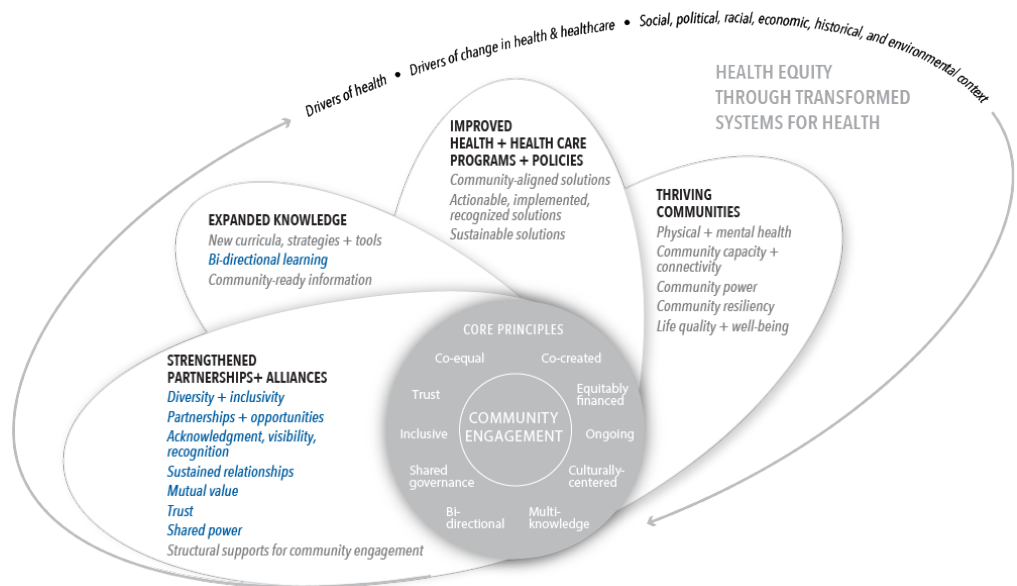 Drivers of health • Drivers of change in health & healthcare • Social, political, racial, economic, historical, and environmental context
HEALTH EQUITY
THROUGH TRANSFORMED
SYSTEMS FOR HEALTH
IMPROVED
HEALTH + HEALTH CARE
PROGRAMS + POLICIES
Community-aligned solutions
Actionable, implemented,
recognized solutions
Sustainable solutions
THRIVING
COMMUNITIES
Physical + mental health
Community capacity +
connectivity
Community power
Community resiliency
Life quality + well-being
EXPANDED KNOWLEDGE
New curricula, strategies + tools
Bi-directional learning
Community-ready information
STRENGTHENED
PARTNERSHIPS+ ALLIANCES
Diversity + inclusivity
Partnerships + opportunities
Acknowledgment, visibility,
recognition
Sustained relationships
Mutual value
Trust
Shared power
Structural supports for community engagement
CORE PRINCIPLES
Co-equal
Co-created
Trust
Equitably
financed
Inclusive
COMMUNITY
ENGAGEMENT
Ongoing
Shared
governance
Culturally-
centered
Bi-
directional
Multi-
knowledge